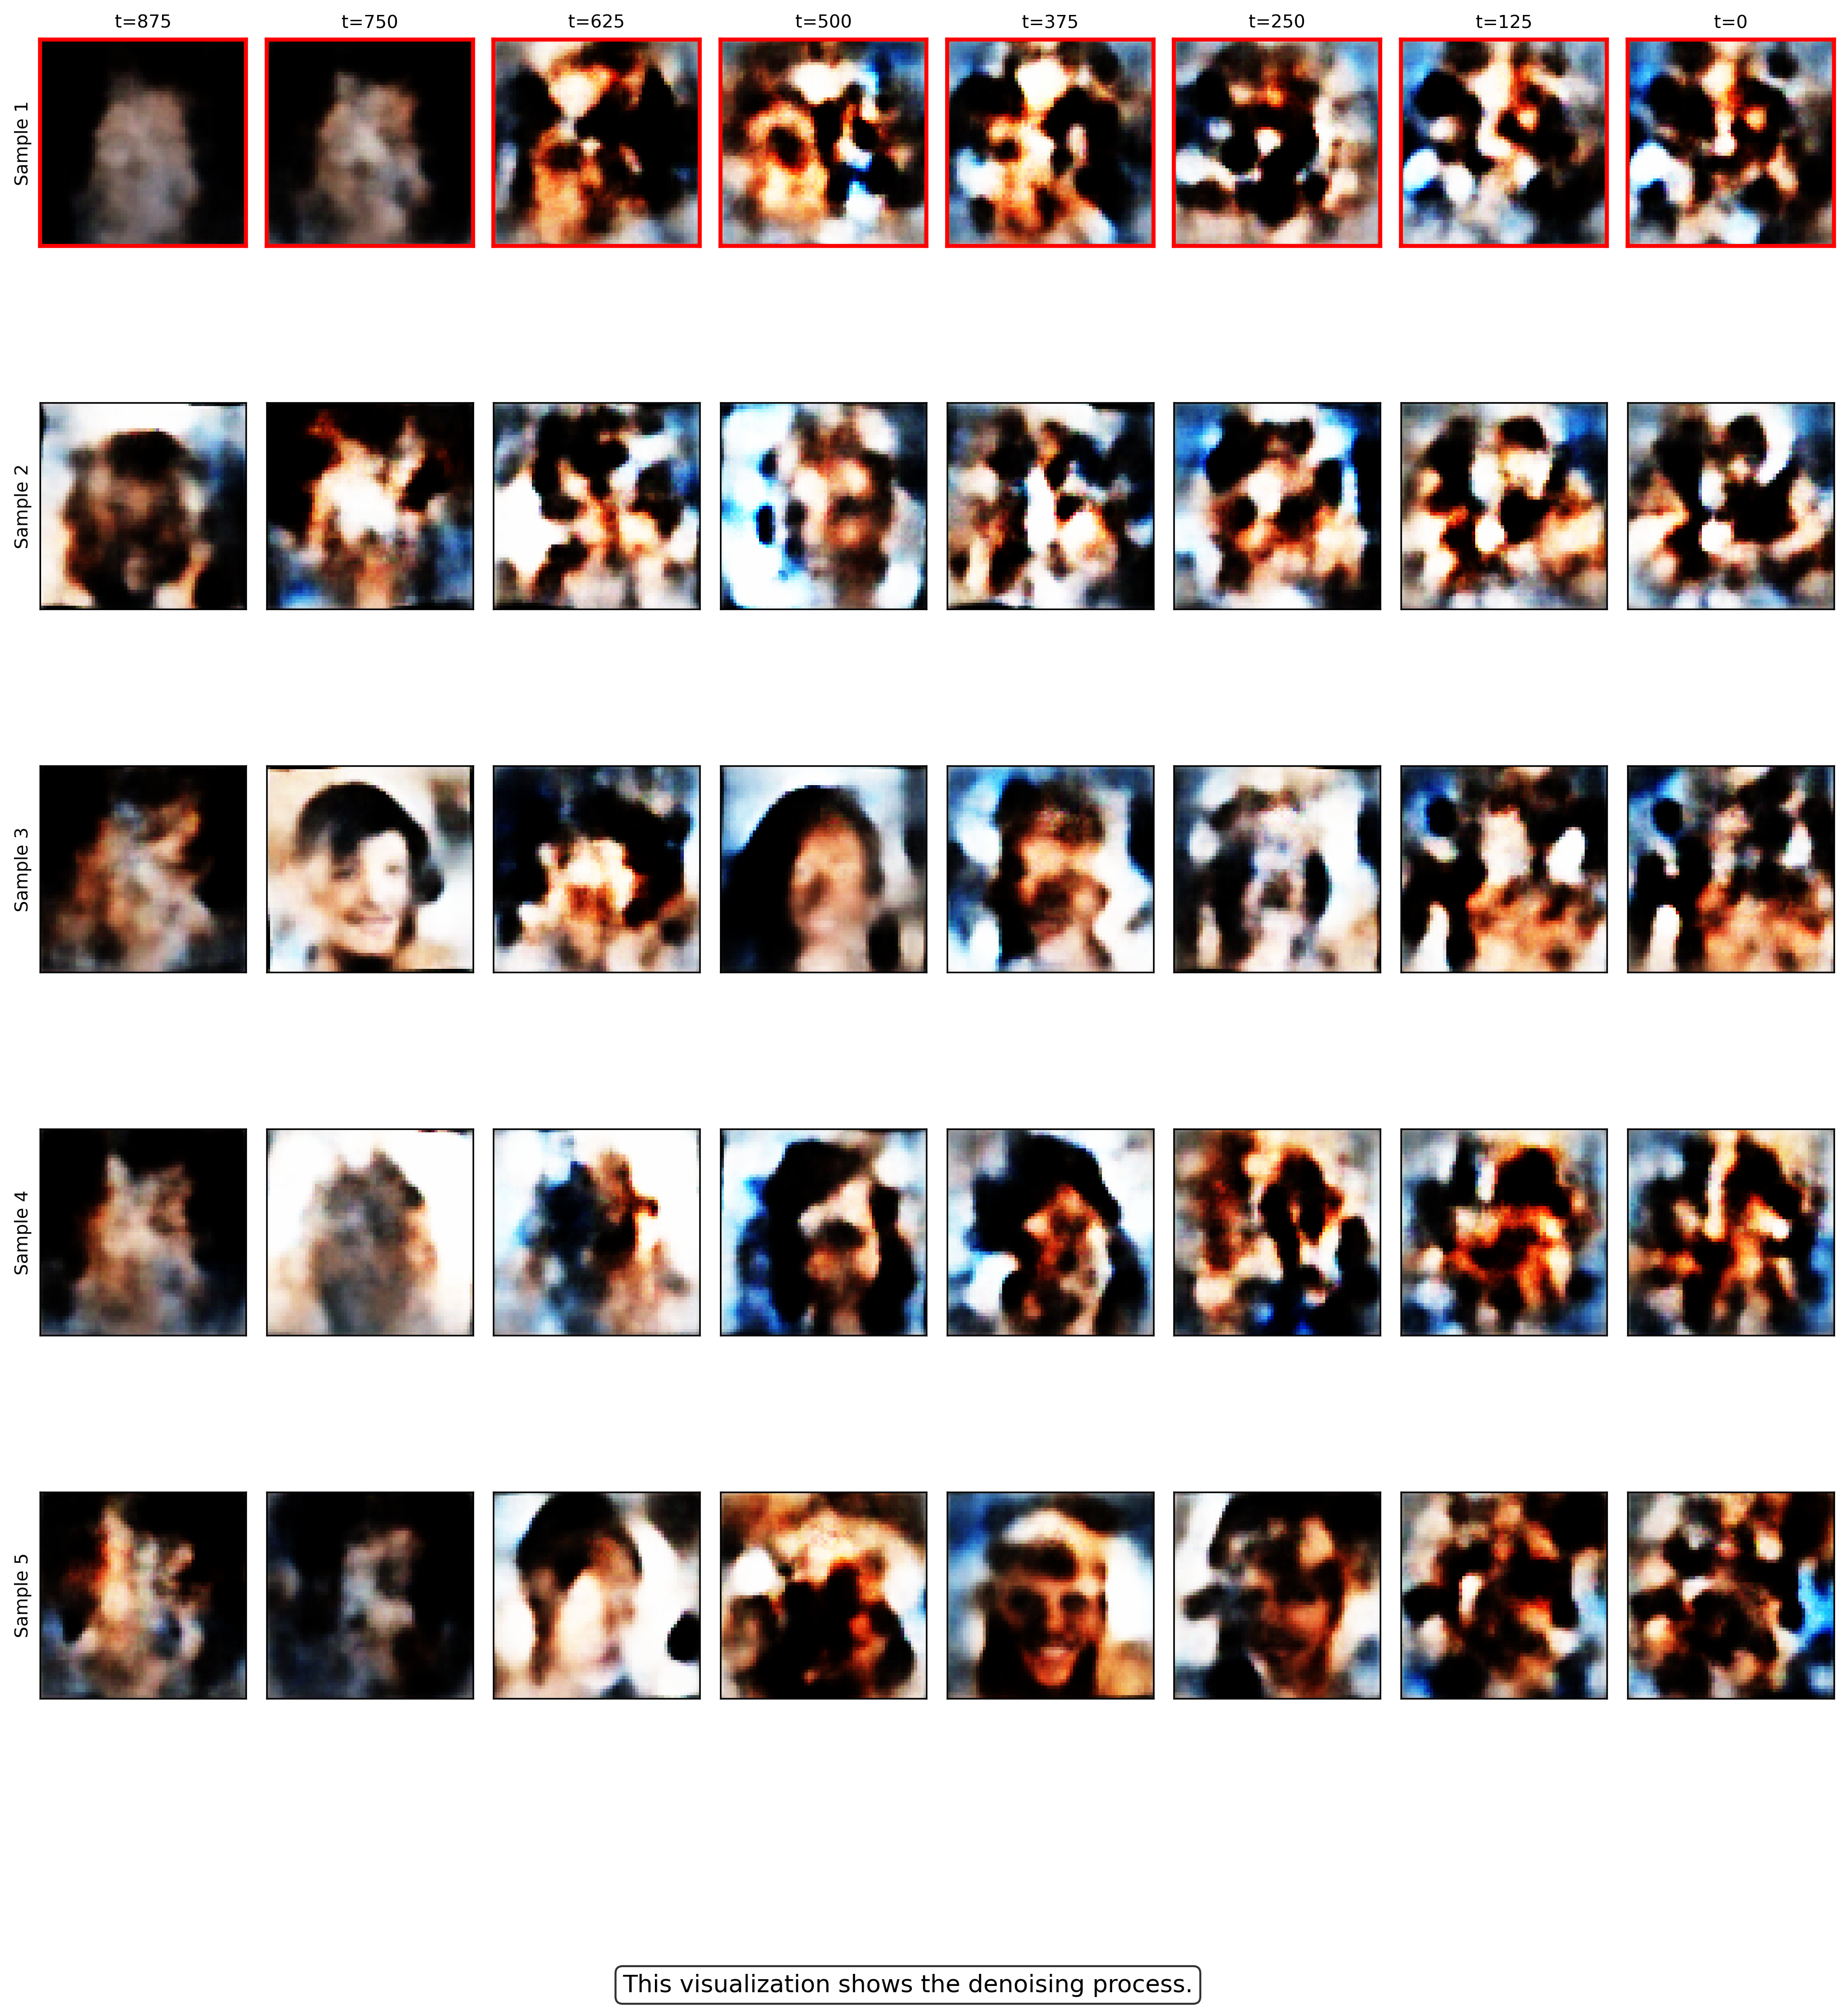 t=875 t=750 t=625 t=500 t=375 t=250 t=125 t=0
Sample 1
Sample 2
Sample 3
Sample 4
Sample 5
This visualization shows the denoising process.